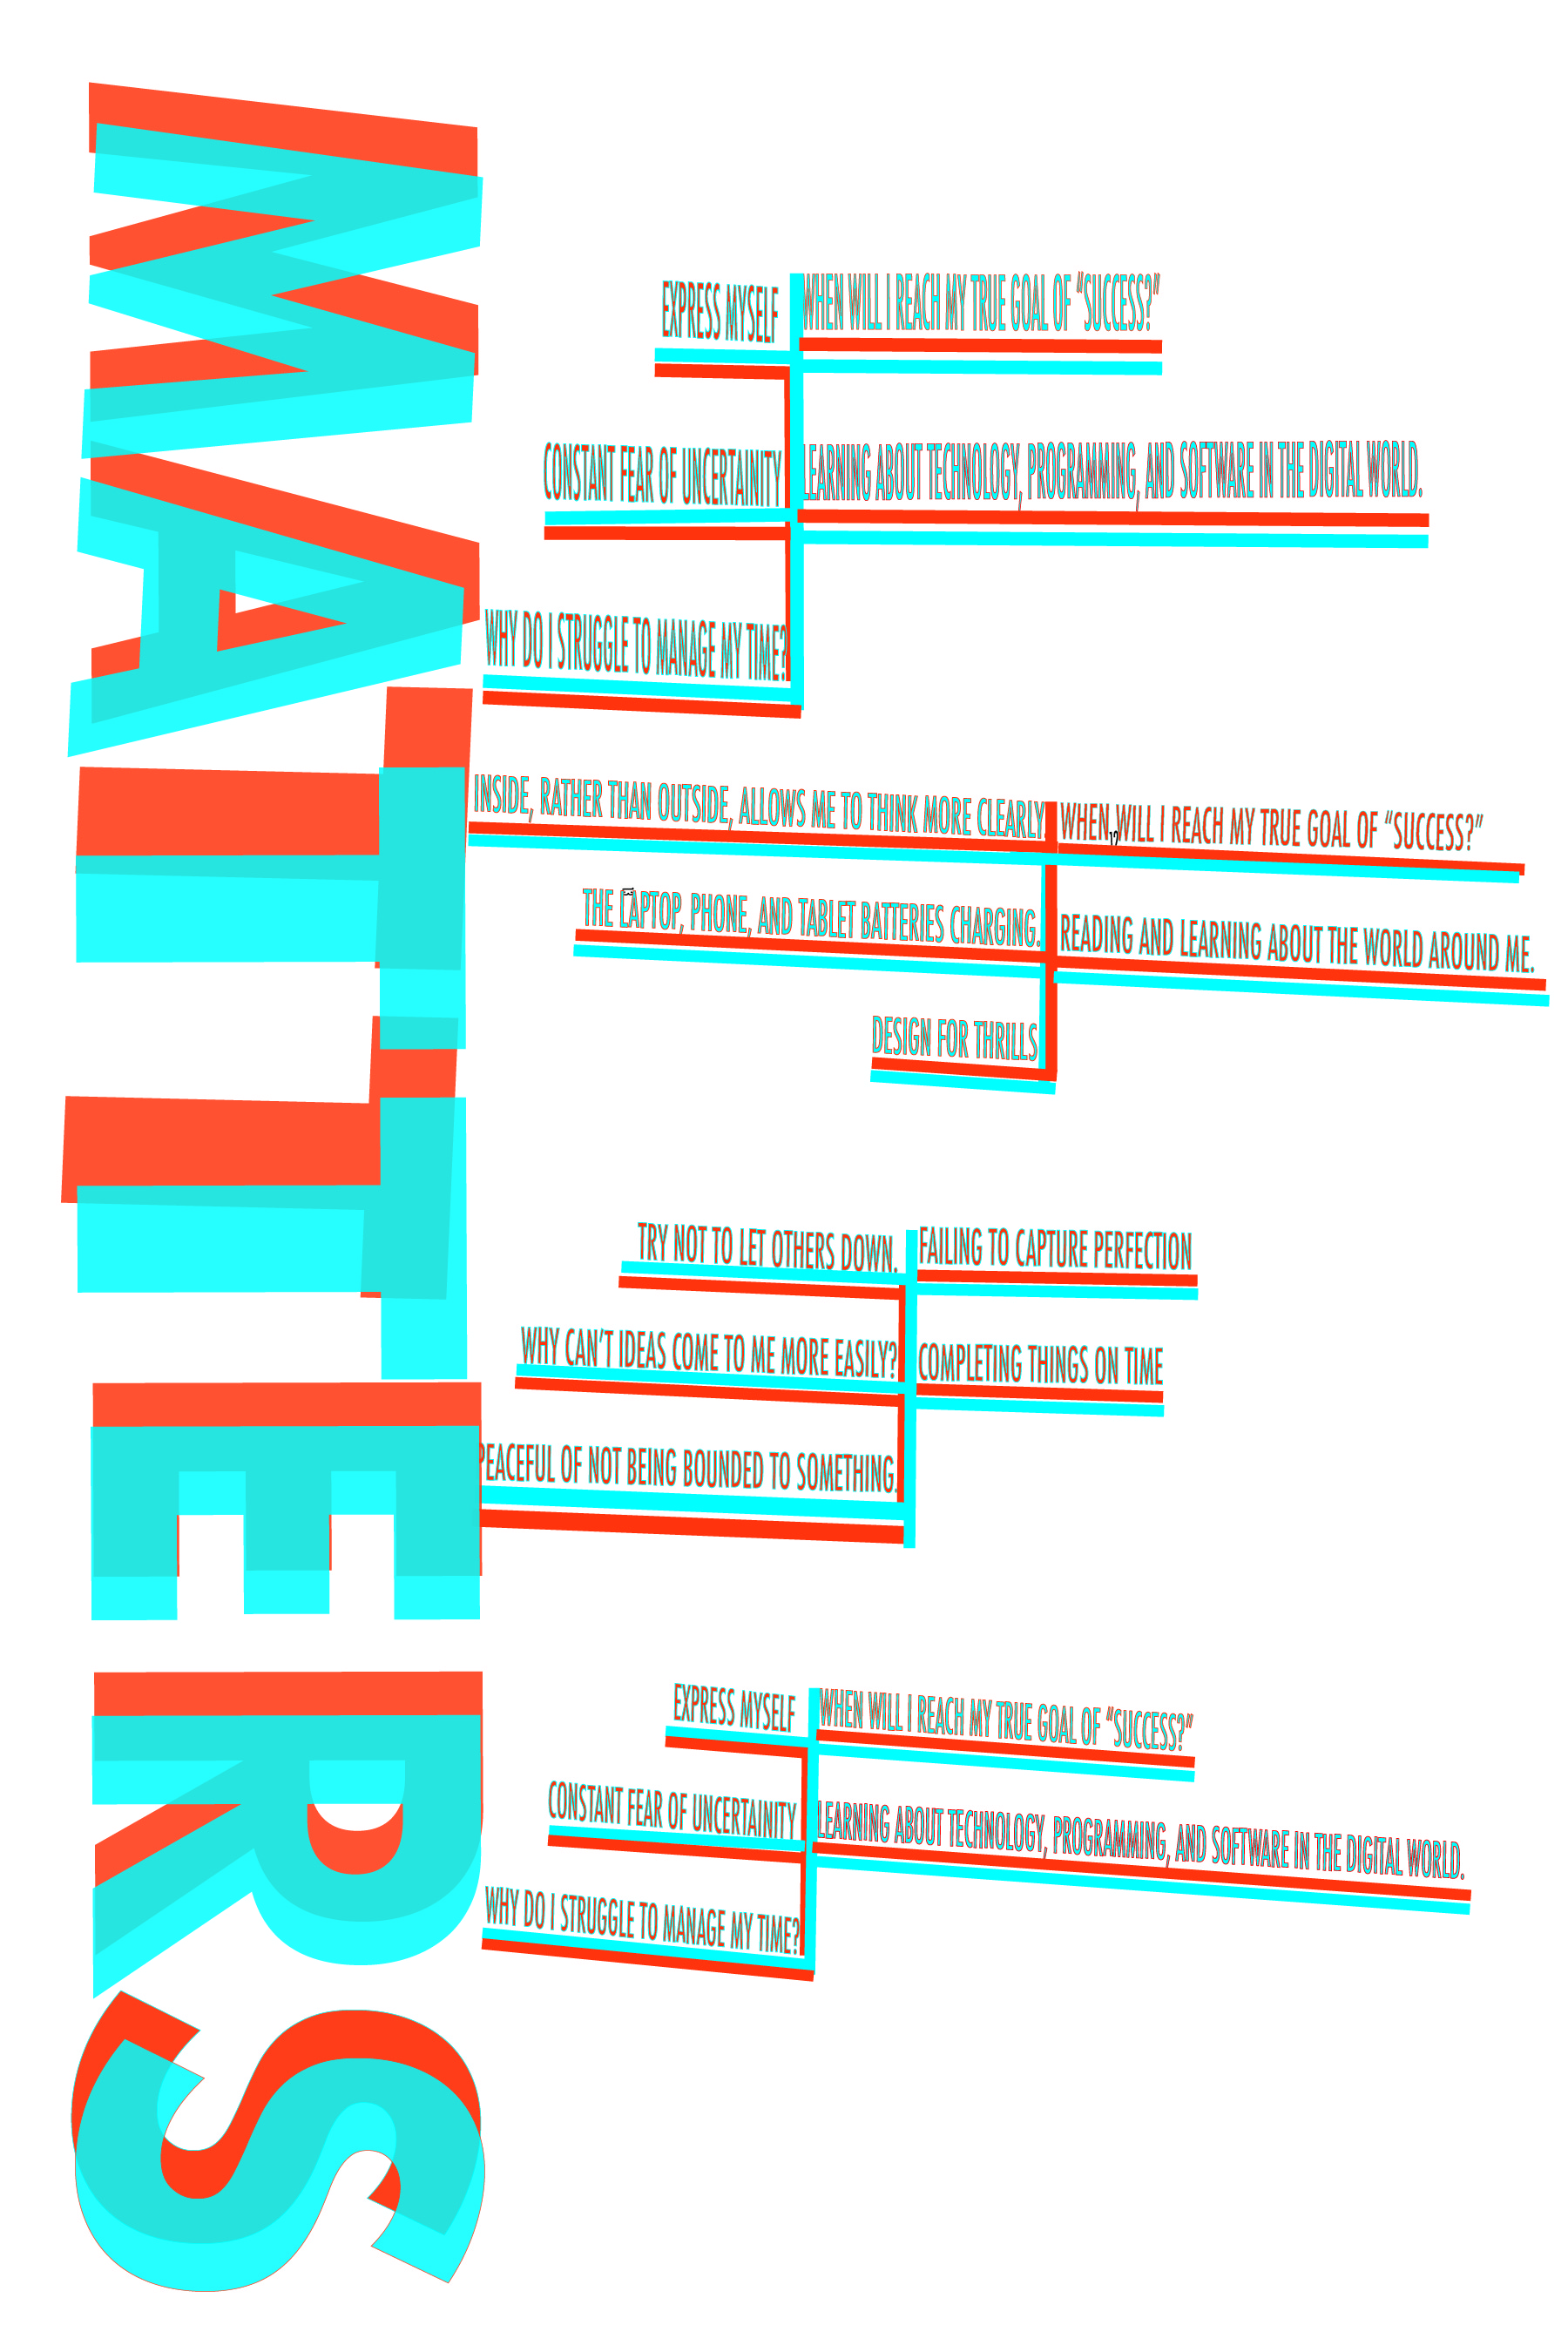 MATTERS
EXPRESS MYSELF
WHEN WILL I REACH MY TRUE GOAL OF “SUCCESS?”
CONSTANT FEAR OF UNCERTAINITY
LEARNING ABOUT TECHNOLOGY, PROGRAMMING, AND SOFTWARE IN THE DIGITAL WORLD.
WHY DO I STRUGGLE TO MANAGE MY TIME?
INSIDE, RATHER THAN OUTSIDE, ALLOWS ME TO THINK MORE CLEARLY.
WHEN WILL I REACH MY TRUE GOAL OF “SUCCESS?”
12
THE LAPTOP, PHONE, AND TABLET BATTERIES CHARGING.
READING AND LEARNING ABOUT THE WORLD AROUND ME.
DESIGN FOR THRILLS
TRY NOT TO LET OTHERS DOWN.
FAILING TO CAPTURE PERFECTION
WHY CAN’T IDEAS COME TO ME MORE EASILY?
COMPLETING THINGS ON TIME
PEACEFUL OF NOT BEING BOUNDED TO SOMETHING.
EXPRESS MYSELF
WHEN WILL I REACH MY TRUE GOAL OF “SUCCESS?”
CONSTANT FEAR OF UNCERTAINITY
LEARNING ABOUT TECHNOLOGY, PROGRAMMING, AND SOFTWARE IN THE DIGITAL WORLD.
WHY DO I STRUGGLE TO MANAGE MY TIME?